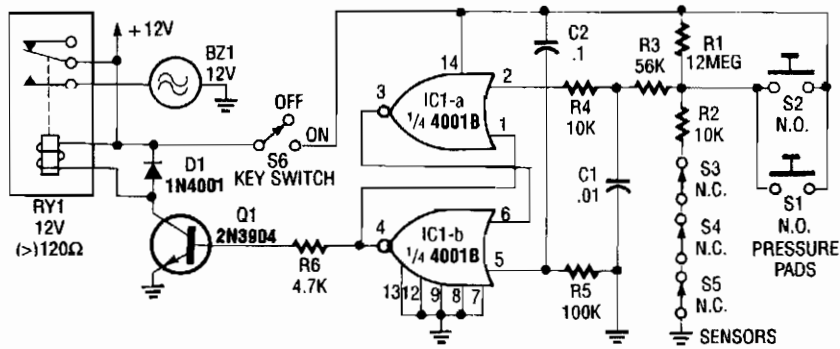 +12V
BZ1
12V
OFF
ON
S6
KEY SWITCH
D1
1N4001
RY1
12V
(>)120Ω
Q1
2N3904
R6
4.7K
14
3
IC1-a
1/4 4001B
2
1
C2
.1
4
IC1-b
1/4 4001B
6
5
13
12
9
8
7
R4
10K
R5
100K
C1
.01
R3
56K
R1
12MEG
R2
10K
S3
N.C.
S4
N.C.
S5
N.C.
SENSORS
S2
N.O.
S1
N.O.
PRESSURE
PADS